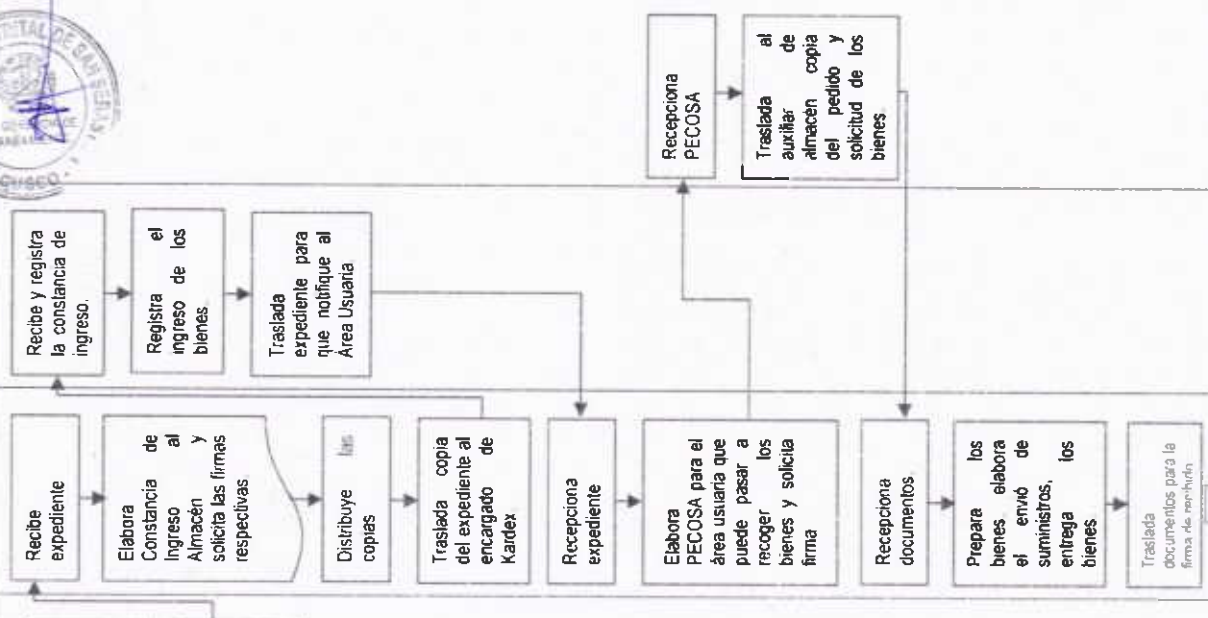 Recibe
expediente
Elabora
Constancia de
Ingreso al
Almacén y
solicita las firmas
respectivas.
Distribuye las
copias
Traslada copia
del expediente al
encargado de
Kardex
Recibe y registra
la constancia de
ingreso.
Registra el
ingreso de los
bienes.
Traslada
expediente para
que notifique al
Área Usuaria.
Recepciona
expediente
Elabora
PECOSA para el
área usuaria que
puede pasar a
recoger los
bienes y solicita
firma
Recepciona
PECOSA
Traslada al
auxiliar de
almacén copia
del pedido y
solicitud de los
bienes.
Recepciona
documentos.
Prepara los
bienes elabora
el envió de
suministros,
entrega los
bienes
Traslada
documentos para la
firma de
DE SAN
CUSCO